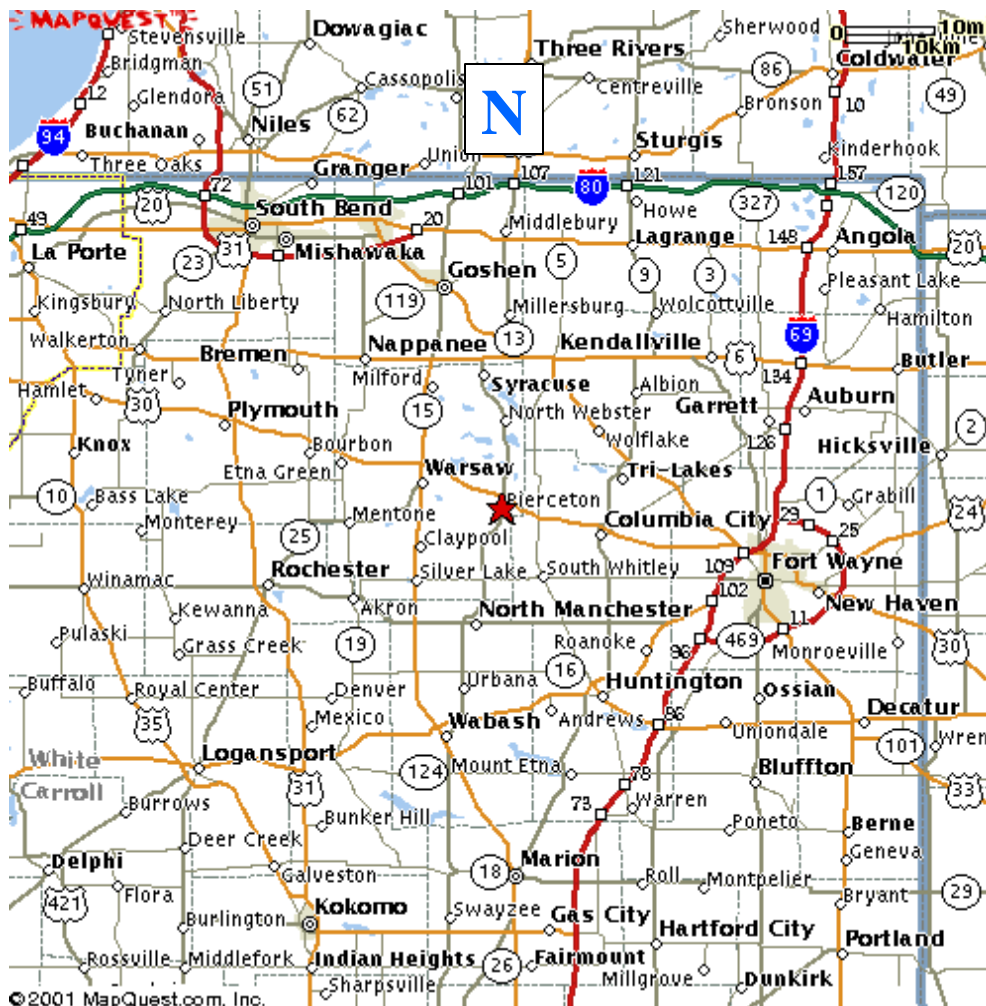 MAPQUEST
Stevensville
Dowagiac
Sherwood
0 10m
10km
Three Rivers
Bridgman
Cassopolis
86
Coldwater
Centreville
51
12
Glendora
62
N
Bronson
10
49
94
Buchanan
Niles
Sturgis
Three Oaks
Union
Kinderhook
Granger
72
101
107
80
121
157
120
20
Howe
327
49
South Bend
20
Middlebury
Lagrange
148
Angola
20
La Porte
31
Mishawaka
23
Goshen
5
9
3
Pleasant Lake
Kingsbury
North Liberty
119
Millersburg
Wolcottville
Hamilton
13
69
Walkerton
Bremen
Nappanee
Kendallville
6
Butler
Tyner
Milford
Syracuse
Albion
134
Hamlet
30
15
North Webster
Garrett
Auburn
Plymouth
Wolflake
126
Hicksville
2
Knox
Bourbon
Etna Green
Warsaw
Tri-Lakes
10
Bass Lake
Pierceton
1
Grabill
Monterey
Mentone
Columbia City
29
25
24
25
Claypool
109
Fort Wayne
Winamac
Rochester
Silver Lake
South Whitley
102
New Haven
Kewanna
Akron
North Manchester
11
Pulaski
Grass Creek
19
Roanoke
96
469
Monroeville
30
16
Buffalo
Royal Center
Denver
Urbana
Huntington
Ossian
35
Mexico
Wabash
Andrews
86
Uniondale
Decatur
White
Logansport
124
Mount Etna
78
Bluffton
101
Wren
Carroll
Burrows
31
73
Warren
33
Bunker Hill
Poneto
Berne
Deer Creek
Geneva
Delphi
Galveston
18
Marion
Roll
Montpelier
Bryant
29
421
Flora
Kokomo
Swayzee
Gas City
Burlington
Hartford City
Portland
Rossville
Middlefork
Indian Heights
26
Fairmount
Millgrove
Dunkirk
Sharpsville
©2001 MapQuest.com, Inc.